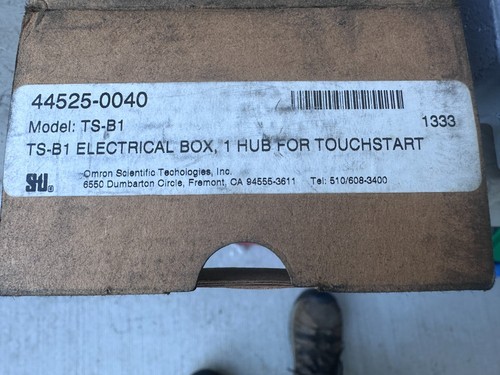 44525-0040
Model: TS-B1
1333
TS-B1 ELECTRICAL BOX, 1 HUB FOR TOUCHSTART
STI
Omron Scientific Techologies, Inc.
6550 Dumbarton Circle, Fremont, CA 94555-3611 Tel: 510/608-3400